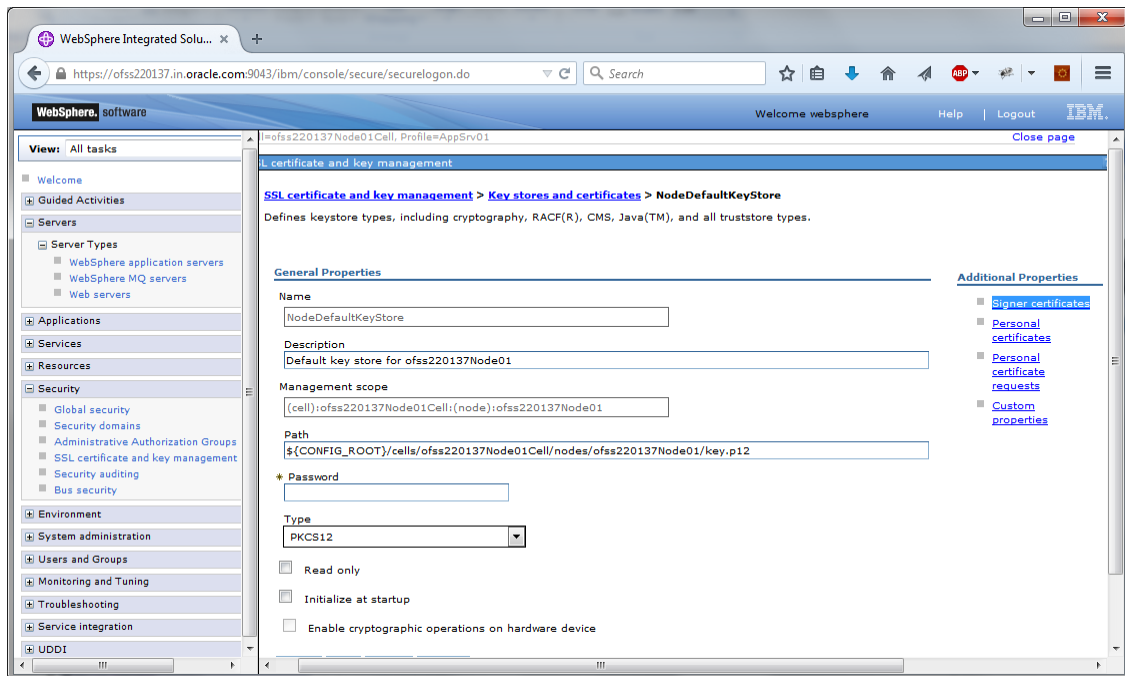 WebSphere Integrated Solu... ×
https://ofss220137.in.oracle.com:9043/ibm/console/secure/securelogon.do
Search
ABP
WebSphere. software
Welcome websphere
Help | Logout
IBM.
View: All tasks
Welcome
Guided Activities
Servers
Server Types
WebSphere application servers
WebSphere MQ servers
Web servers
Applications
Services
Resources
Security
Global security
Security domains
Administrative Authorization Groups
SSL certificate and key management
Security auditing
Bus security
Environment
System administration
Users and Groups
Monitoring and Tuning
Troubleshooting
Service integration
UDDI
l=ofss220137Node01Cell, Profile=AppSrv01
Close page
SL certificate and key management
SSL certificate and key management > Key stores and certificates > NodeDefaultKeyStore
Defines keystore types, including cryptography, RACF(R), CMS, Java(TM), and all truststore types.
General Properties
Name
NodeDefaultKeyStore
Description
Default key store for ofss220137Node01
Management scope
(cell):ofss220137Node01Cell:(node):ofss220137Node01
Path
${CONFIG_ROOT}/cells/ofss220137Node01Cell/nodes/ofss220137Node01/key.p12
* Password
Type
PKCS12
Read only
Initialize at startup
Enable cryptographic operations on hardware device
Additional Properties
Signer certificates
Personal
certificates
Personal
certificate
requests
Custom
properties